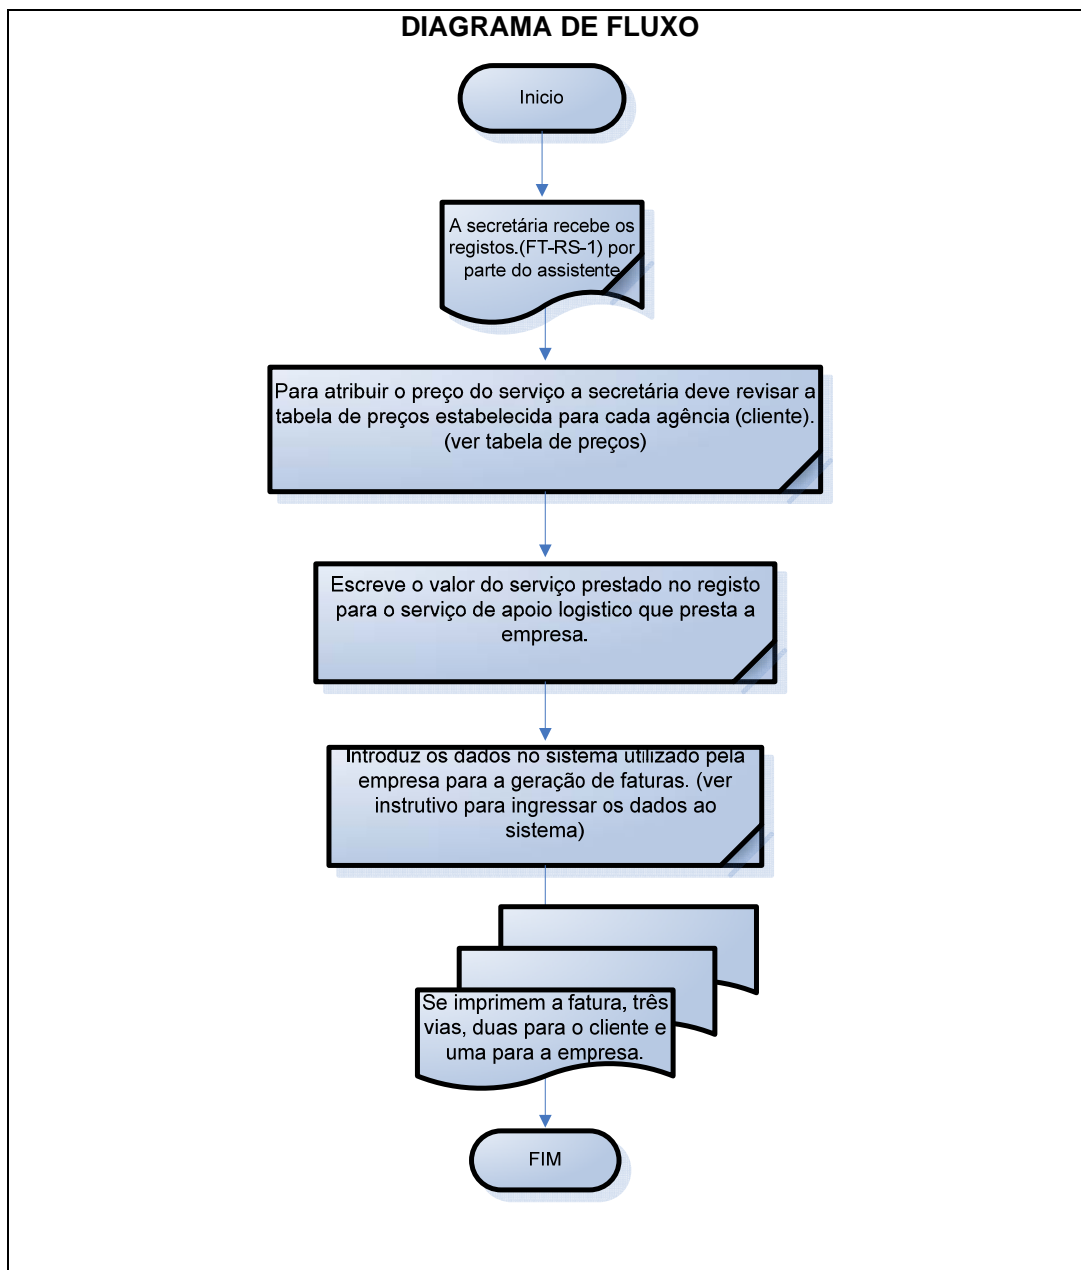 DIAGRAMA DE FLUXO
Inicio
A secretária recebe os
registos.(FT-RS-1) por
parte do assistente
Para atribuir o preço do serviço a secretária deve revisar a
tabela de preços estabelecida para cada agência (cliente).
(ver tabela de preços)
Escreve o valor do serviço prestado no registo
para o serviço de apoio logistico que presta a
empresa.
Introduz os dados no sistema utilizado pela
empresa para a geração de faturas. (ver
instrutivo para ingressar os dados ao
sistema)
Se imprimem a fatura, três
vias, duas para o cliente e
uma para a empresa.
FIM